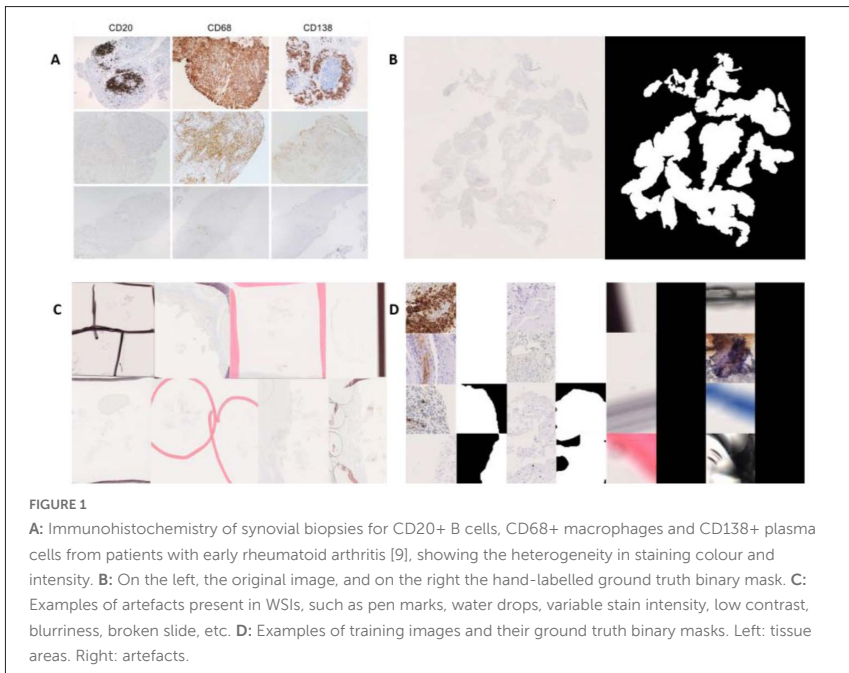 CD20 CD68 CD138
A B
C D
FIGURE 1
A: Immunohistochemistry of synovial biopsies for CD20+ B cells, CD68+ macrophages and CD138+ plasma
cells from patients with early rheumatoid arthritis [9], showing the heterogeneity in staining colour and
intensity. B: On the left, the original image, and on the right the hand-labelled ground truth binary mask. C:
Examples of artefacts present in WSIs, such as pen marks, water drops, variable stain intensity, low contrast,
blurriness, broken slide, etc. D: Examples of training images and their ground truth binary masks. Left: tissue
areas. Right: artefacts.